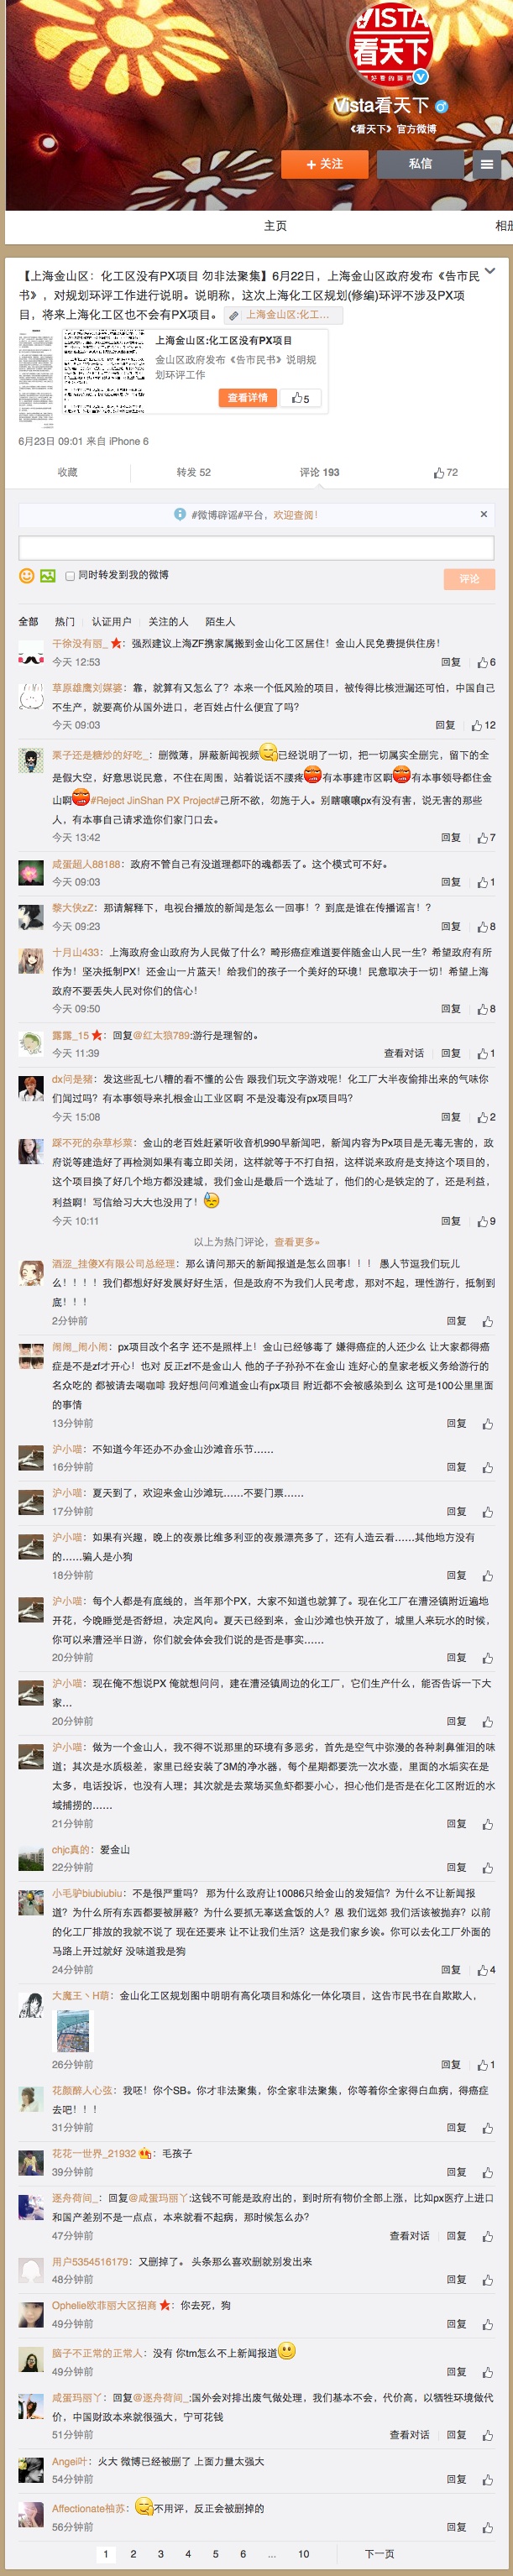 VISTA
看天下
Vista看天下
《看天下》官方微博
+ 关注
私信
主页
相册
【上海金山区：化工区没有PX项目 勿非法聚集】6月22日，上海金山区政府发布《告市民
书》，对规划环评工作进行说明。说明称，这次上海化工区规划(修编)环评不涉及PX项
目，将来上海化工区也不会有PX项目。 上海金山区:化工...
上海金山区:化工区没有PX项目
金山区政府发布《告市民书》说明规
划环评工作
查看详情
5
6月23日 09:01 来自 iPhone 6
收藏
转发 52
评论 193
72
#微博辟谣#平台，欢迎查阅！
×
同时转发到我的微博
评论
全部 热门 认证用户 关注的人 陌生人
干徐没有丽_：强烈建议上海ZF携家属搬到金山化工区居住！金山人民免费提供住房！
今天 12:53 回复 6
草原雄鹰刘媒婆：靠，就算有又怎么了？本来一个低风险的项目，被传得比核泄漏还可怕，中国自己
不生产，就要高价从国外进口，老百姓占什么便宜了吗？
今天 09:03 回复 12
栗子还是糖炒的好吃_：删微薄，屏蔽新闻视频已经说明了一切，把一切属实全删完，留下的全
是假大空，好意思说民意，不住在周围，站着说话不腰疼有本事建市区啊有本事领导都住金
山啊#Reject JinShan PX Project#己所不欲，勿施于人。别瞎嚷嚷px有没有害，说无害的那些
人，有本事自己请求造你们家门口去。
今天 13:42 回复 7
咸蛋超人88188：政府不管自己有没道理都吓的魂都丢了。这个模式可不好。
今天 09:03 回复 1
黎大侠zZ：那请解释下，电视台播放的新闻是怎么一回事！？到底是谁在传播谣言！？
今天 09:23 回复 8
十月山433：上海政府金山政府为人民做了什么？畸形癌症难道要伴随金山人民一生？希望政府有所
作为！坚决抵制PX！还金山一片蓝天！给我们的孩子一个美好的环境！民意取决于一切！希望上海
政府不要丢失人民对你们的信心！
今天 09:50 回复 8
露露_15：回复@红太狼789:游行是理智的。
今天 11:39 查看对话 回复 1
dx问是猪：发这些乱七八糟的看不懂的公告 跟我们玩文字游戏呢！化工厂大半夜偷排出来的气味你
们闻过吗？有本事领导来扎根金山工业区啊 不是没毒没有px项目吗？
今天 15:08 回复 2
踩不死的杂草杉菜：金山的老百姓赶紧听收音机990早新闻吧，新闻内容为Px项目是无毒无害的，政
府说等建造好了再检测如果有毒立即关闭，这样就等于不打自招，这样说来政府是支持这个项目的，
这个项目换了好几个地方都没建域，我们金山是最后一个选址了，他们的心是铁定的了，还是利益，
利益啊！写信给习大大也没用了！
今天 10:11 回复 9
以上为热门评论，查看更多»
酒涩_挂傻X有限公司总经理：那么请问那天的新闻报道是怎么回事！！！ 愚人节逗我们玩儿
么！！！！我们都想好好发展好好生活，但是政府不为我们人民考虑，那对不起，理性游行，抵制到
底！！！
2分钟前 回复
闹闹_闹小闹：px项目改个名字 还不是照样上！金山已经够毒了 嫌得癌症的人还少么 让大家都得癌
症是不是zf才开心！也对 反正zf不是金山人 他的子子孙孙不在金山 连好心的皇家老板义务给游行的
名众吃的 都被请去喝咖啡 我好想问问难道金山有px项目 附近都不会被感染到么 这可是100公里里面
的事情
13分钟前 回复
沪小喵：不知道今年还办不办金山沙滩音乐节……
16分钟前 回复
沪小喵：夏天到了，欢迎来金山沙滩玩……不要门票……
17分钟前 回复
沪小喵：如果有兴趣，晚上的夜景比维多利亚的夜景漂亮多了，还有人造云看……其他地方没有
的……骗人是小狗
18分钟前 回复
沪小喵：每个人都是有底线的，当年那个PX，大家不知道也就算了。现在化工厂在漕泾镇附近遍地
开花，今晚睡觉是否舒坦，决定风向。夏天已经到来，金山沙滩也快开放了，城里人来玩水的时候，
你可以来漕泾半日游，你们就会体会我们说的是否是事实……
20分钟前 回复
沪小喵：现在俺不想说PX 俺就想问问，建在漕泾镇周边的化工厂，它们生产什么，能否告诉一下大
家…
20分钟前 回复
沪小喵：做为一个金山人，我不得不说那里的环境有多恶劣，首先是空气中弥漫的各种刺鼻催泪的味
道；其次是水质极差，家里已经安装了3M的净水器，每个星期都要洗一次水壶，里面的水垢实在是
太多，电话投诉，也没有人理；其次就是去菜场买鱼虾都要小心，担心他们是否是在化工区附近的水
域捕捞的……
21分钟前 回复
chjc真的：爱金山
22分钟前 回复
小毛驴biubiubiu：不是很严重吗？ 那为什么政府让10086只给金山的发短信？为什么不让新闻报
道？为什么所有东西都要被屏蔽？为什么要抓无辜送盒饭的人？恩 我们远郊 我们活该被抛弃？以前
的化工厂排放的我就不说了 现在还要来 让不让我们生活？这是我们家乡诶。你可以去化工厂外面的
马路上开过就好 没味道我是狗
24分钟前 回复 4
大魔王丶H萌：金山化工区规划图中明明有高化项目和炼化一体化项目，这告市民书在自欺欺人，
26分钟前 回复 1
花颜醉人心弦：我呸！你个SB。你才非法聚集，你全家非法聚集，你等着你全家得白血病，得癌症
去吧！！！
31分钟前 回复
花花一世界_21932：毛孩子
39分钟前 回复
逐舟荷间_：回复@咸蛋玛丽丫:这钱不可能是政府出的，到时所有物价全部上涨，比如px医疗上进口
和国产差别不是一点点，本来就看不起病，那时候怎么办?
47分钟前 查看对话 回复
用户5354516179：又删掉了。 头条那么喜欢删就别发出来
48分钟前 回复
Ophelie欧菲丽大区招商：你去死，狗
49分钟前 回复
脑子不正常的正常人：没有 你tm怎么不上新闻报道
49分钟前 回复
咸蛋玛丽丫：回复@逐舟荷间_:国外会对排出废气做处理，我们基本不会，代价高，以牺牲环境做代
价，中国财政本来就很强大，宁可花钱
51分钟前 查看对话 回复
Angel叶：火大 微博已经被删了 上面力量太强大
54分钟前 回复
Affectionate柚苏：不用评，反正会被删掉的
56分钟前 回复
1 2 3 4 5 6 ... 10 下一页